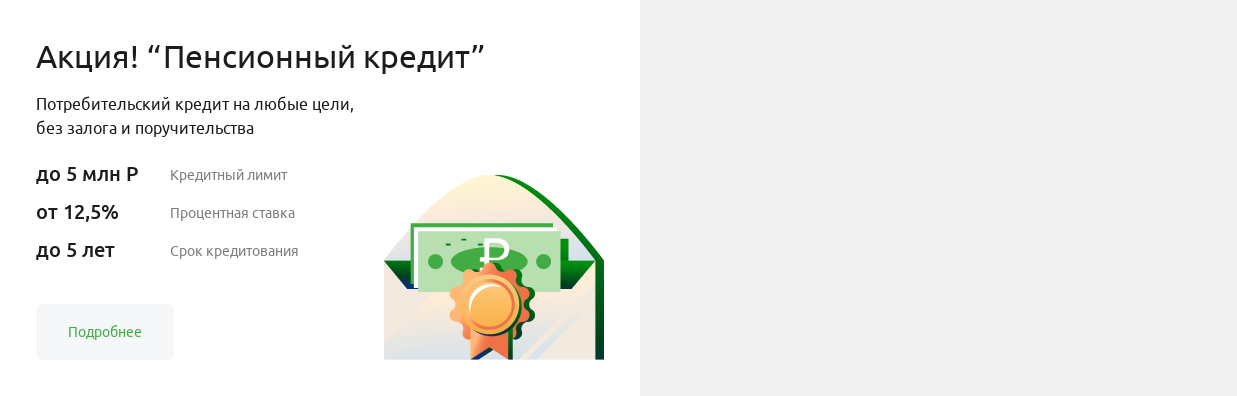 Акция! “Пенсионный кредит”
Потребительский кредит на любые цели,
без залога и поручительства
до 5 млн Р Кредитный лимит
от 12,5% Процентная ставка
до 5 лет Срок кредитования
₽
Подробнее